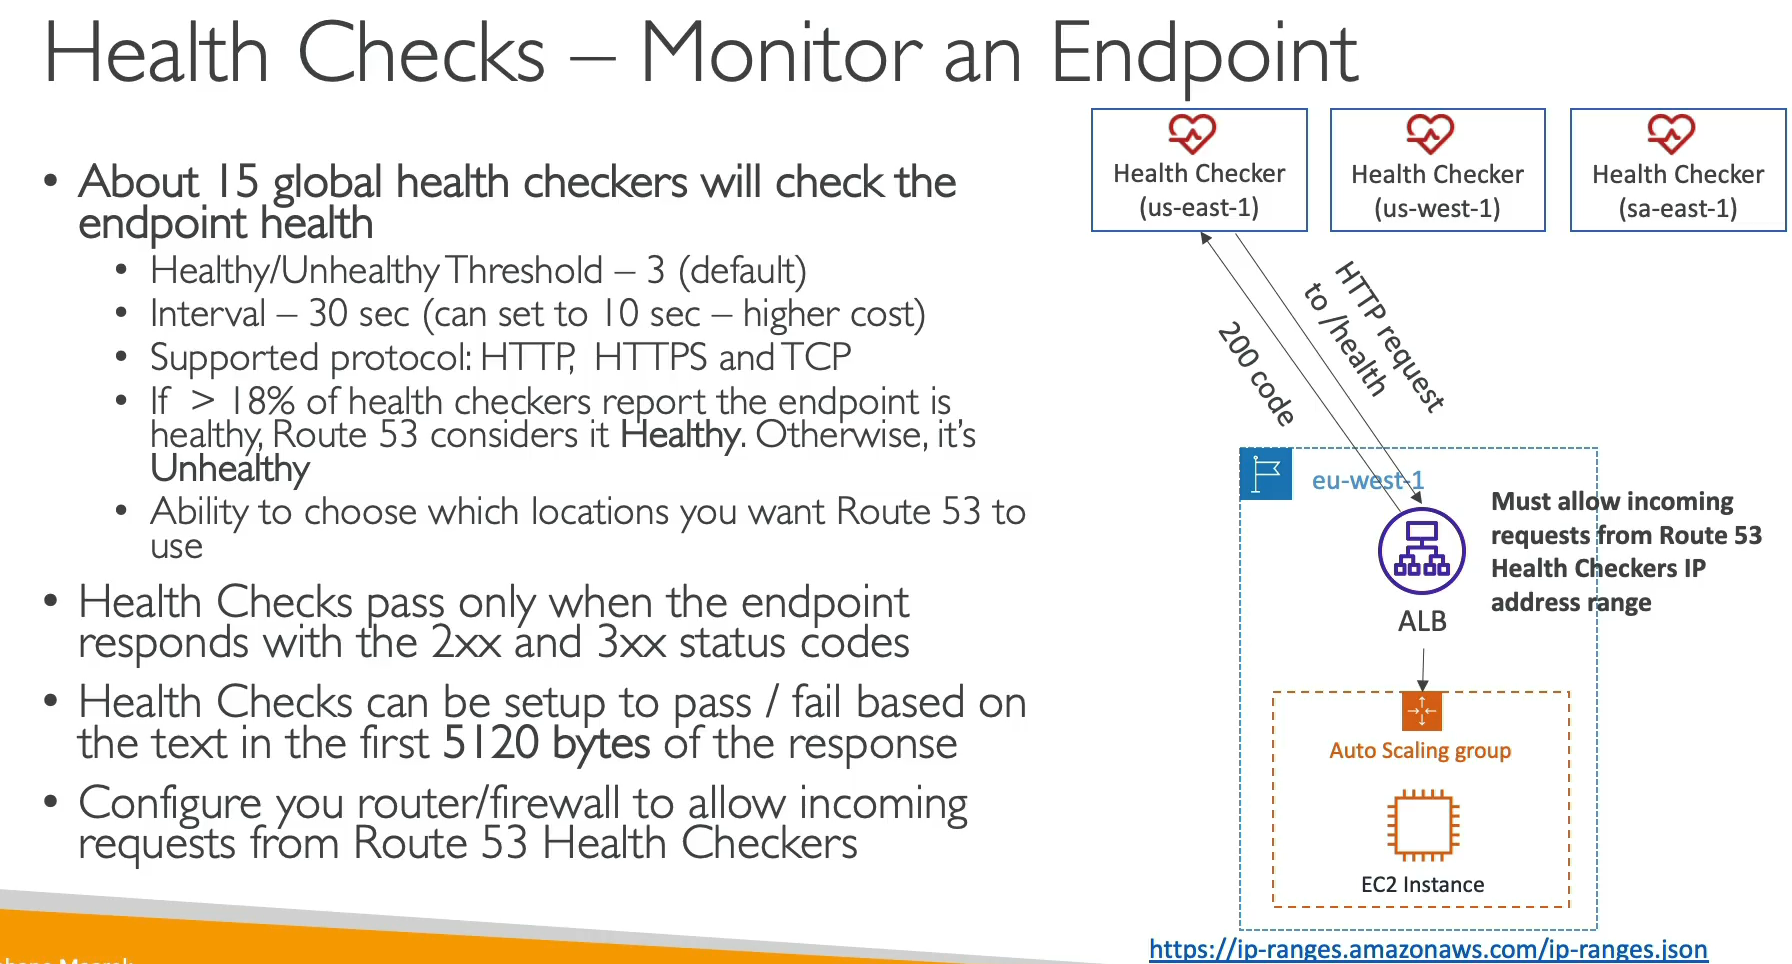 Health Checks – Monitor an Endpoint
• About 15 global health checkers will check the
endpoint health
• Healthy/Unhealthy Threshold – 3 (default)
• Interval – 30 sec (can set to 10 sec – higher cost)
• Supported protocol: HTTP, HTTPS and TCP
• If > 18% of health checkers report the endpoint is
healthy, Route 53 considers it Healthy. Otherwise, it's
Unhealthy
• Ability to choose which locations you want Route 53 to
use
• Health Checks pass only when the endpoint
responds with the 2xx and 3xx status codes
• Health Checks can be setup to pass / fail based on
the text in the first 5120 bytes of the response
• Configure you router/firewall to allow incoming
requests from Route 53 Health Checkers
Health Checker
(us-east-1)
Health Checker
(us-west-1)
Health Checker
(sa-east-1)
HTTP request
to /health
200 code
eu-west-1
Must allow incoming
requests from Route 53
Health Checkers IP
address range
ALB
Auto Scaling group
EC2 Instance
https://ip-ranges.amazonaws.com/ip-ranges.json